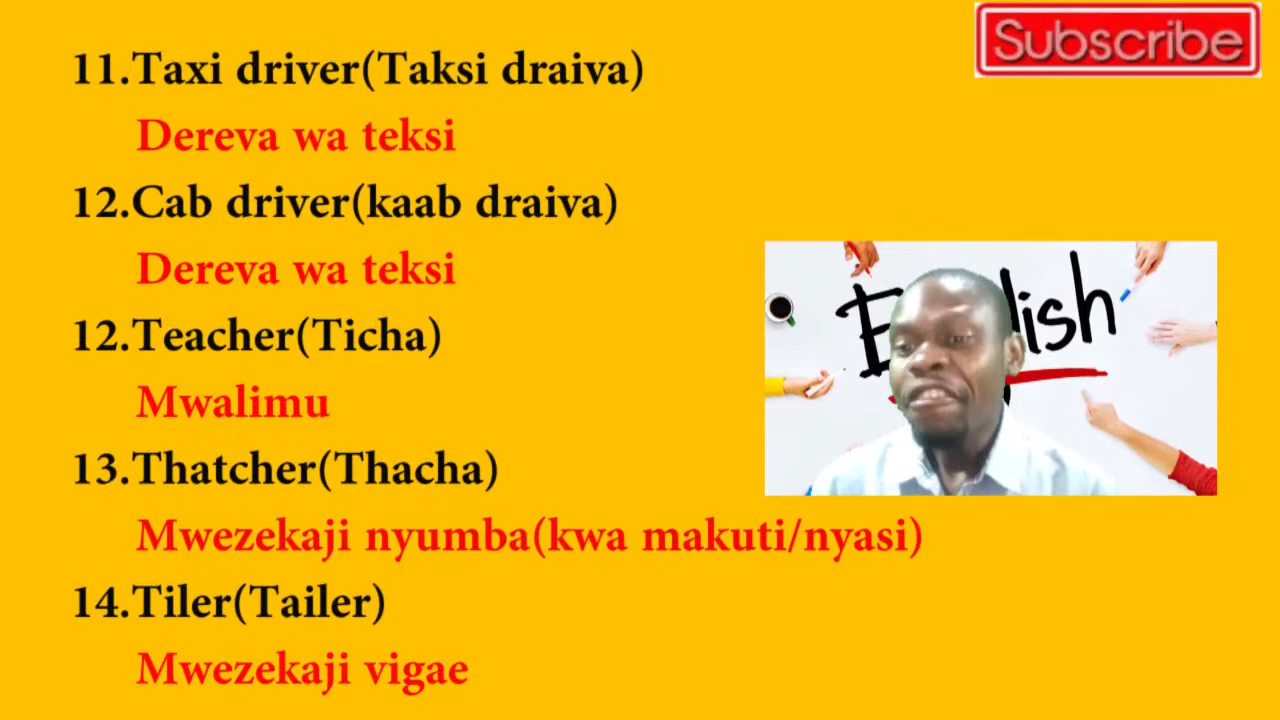 Subscribe
11.Taxi driver(Taksi draiva)
Dereva wa teksi
12.Cab driver(kaab draiva)
Dereva wa teksi
12.Teacher(Ticha)
Mwalimu
13.Thatcher(Thacha)
Mwezekaji nyumba(kwa makuti/nyasi)
14.Tiler(Tailer)
Mwezekaji vigae